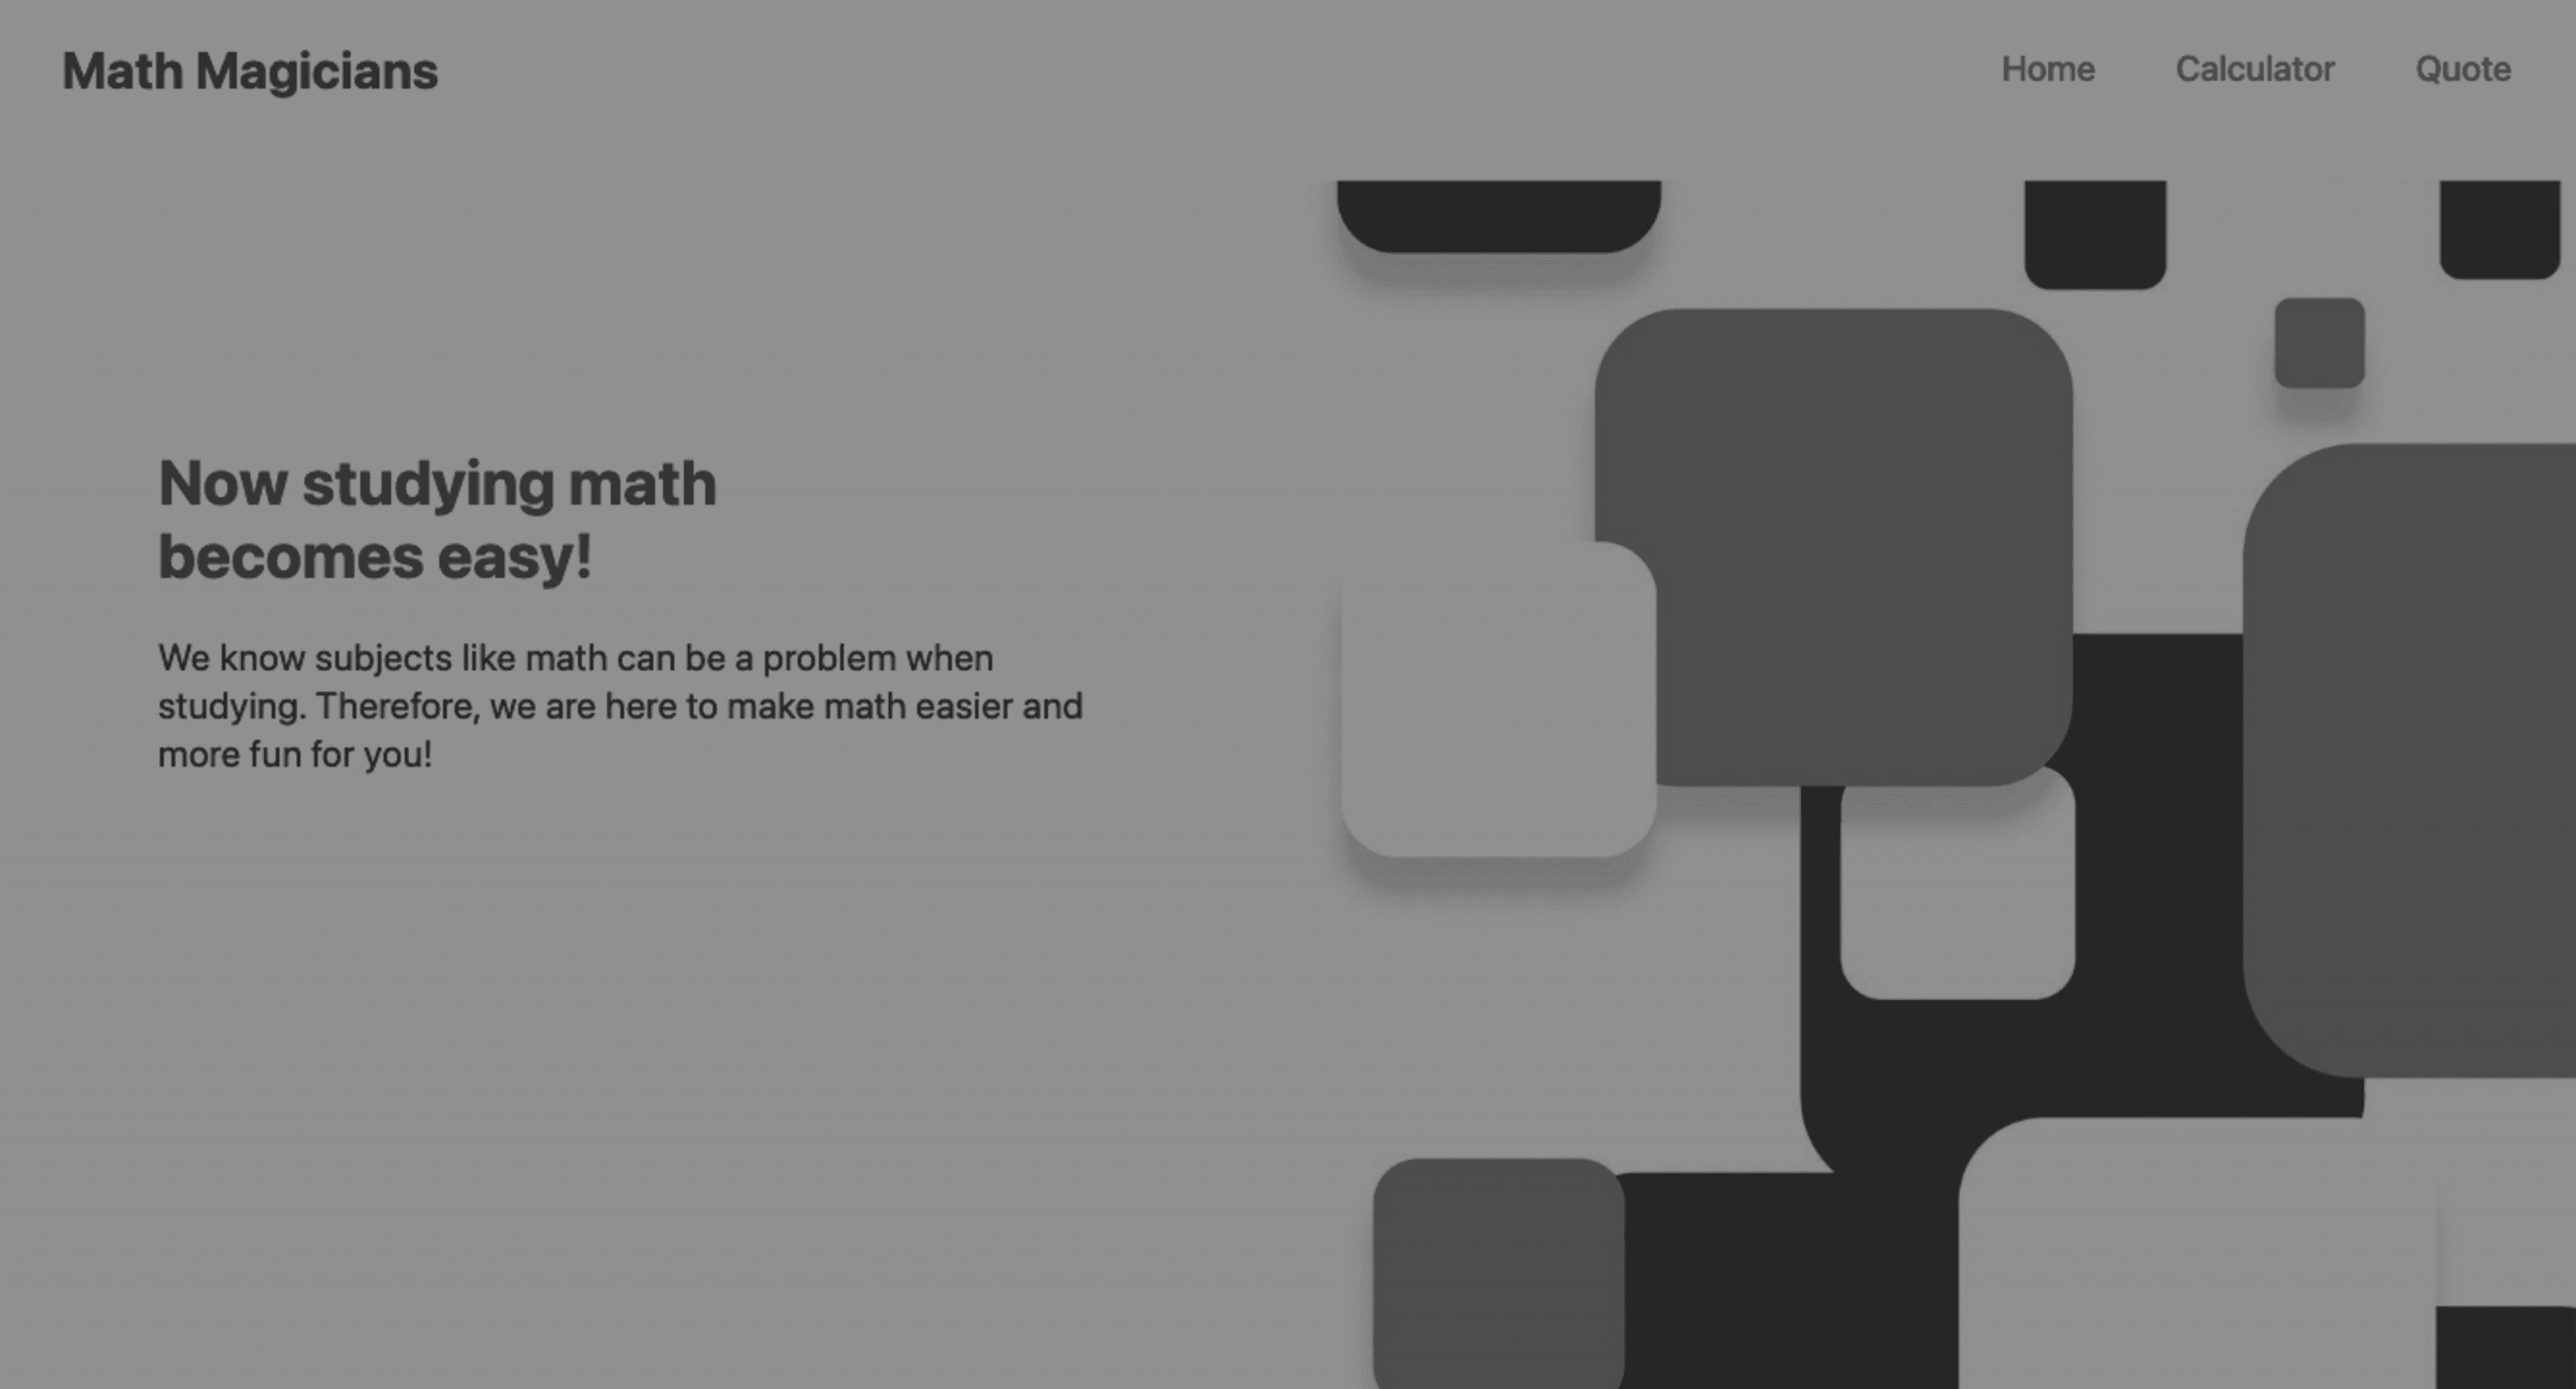 Math Magicians
Home
Calculator
Quote
Now studying math
becomes easy!
We know subjects like math can be a problem when
studying. Therefore, we are here to make math easier and
more fun for you!